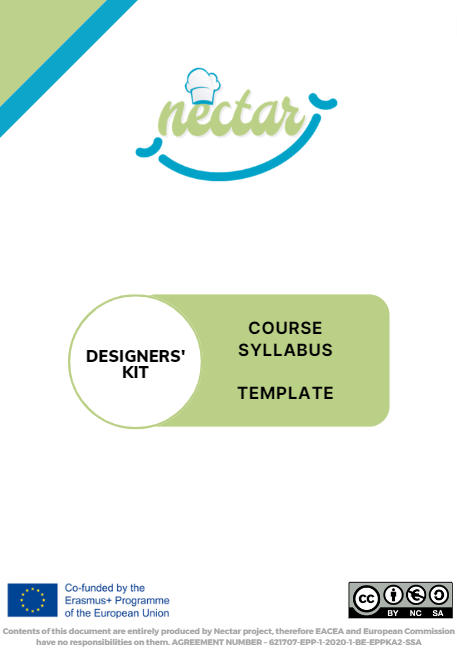 nectar
DESIGNERS'
KIT
COURSE
SYLLABUS
TEMPLATE
Co-funded by the
Erasmus+ Programme
of the European Union
cc
BY NC SA
Contents of this document are entirely produced by Nectar project, therefore EACEA and European Commission
have no responsibilities on them. AGREEMENT NUMBER – 621707-EPP-1-2020-1-BE-EPPKA2-SSA